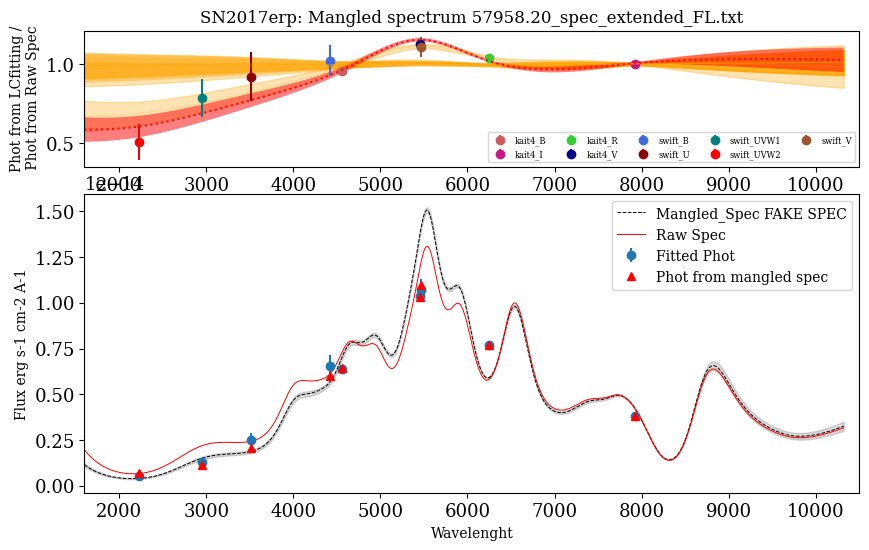 SN2017erp: Mangled spectrum 57958.20_spec_extended_FL.txt
Phot from LCfitting /
Phot from Raw Spec
1.0
0.5
kait4_B kait4_R swift_B swift_UVW1 swift_V
kait4_I kait4_V swift_U swift_UVW2
2000 3000 4000 5000 6000 7000 8000 9000 10000
1e−14
Flux erg s-1 cm-2 A-1
1.50
1.25
1.00
0.75
0.50
0.25
0.00
Mangled_Spec FAKE SPEC
Raw Spec
Fitted Phot
Phot from mangled spec
2000 3000 4000 5000 6000 7000 8000 9000 10000
Wavelenght